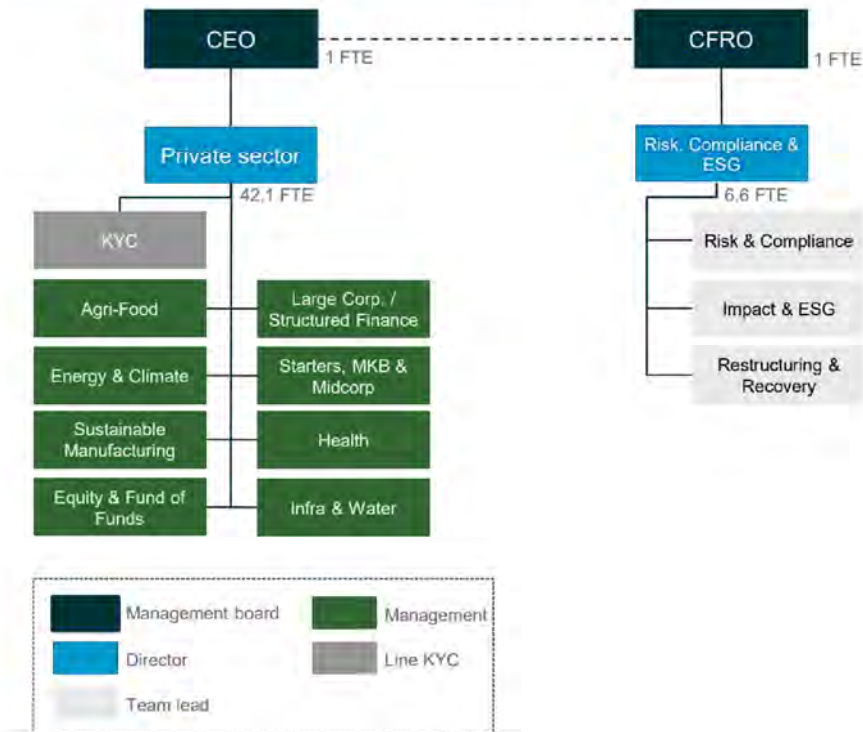 CEO
1 FTE
CFRO
1 FTE
Private sector
42,1 FTE
Risk, Compliance &
ESG
6,6 FTE
KYC
Agri-Food
Large Corp. /
Structured Finance
Energy & Climate
Starters, MKB &
Midcorp
Sustainable
Manufacturing
Health
Equity & Fund of
Funds
Infra & Water
Risk & Compliance
Impact & ESG
Restructuring &
Recovery
Management board
Management
Director
Line KYC
Team lead